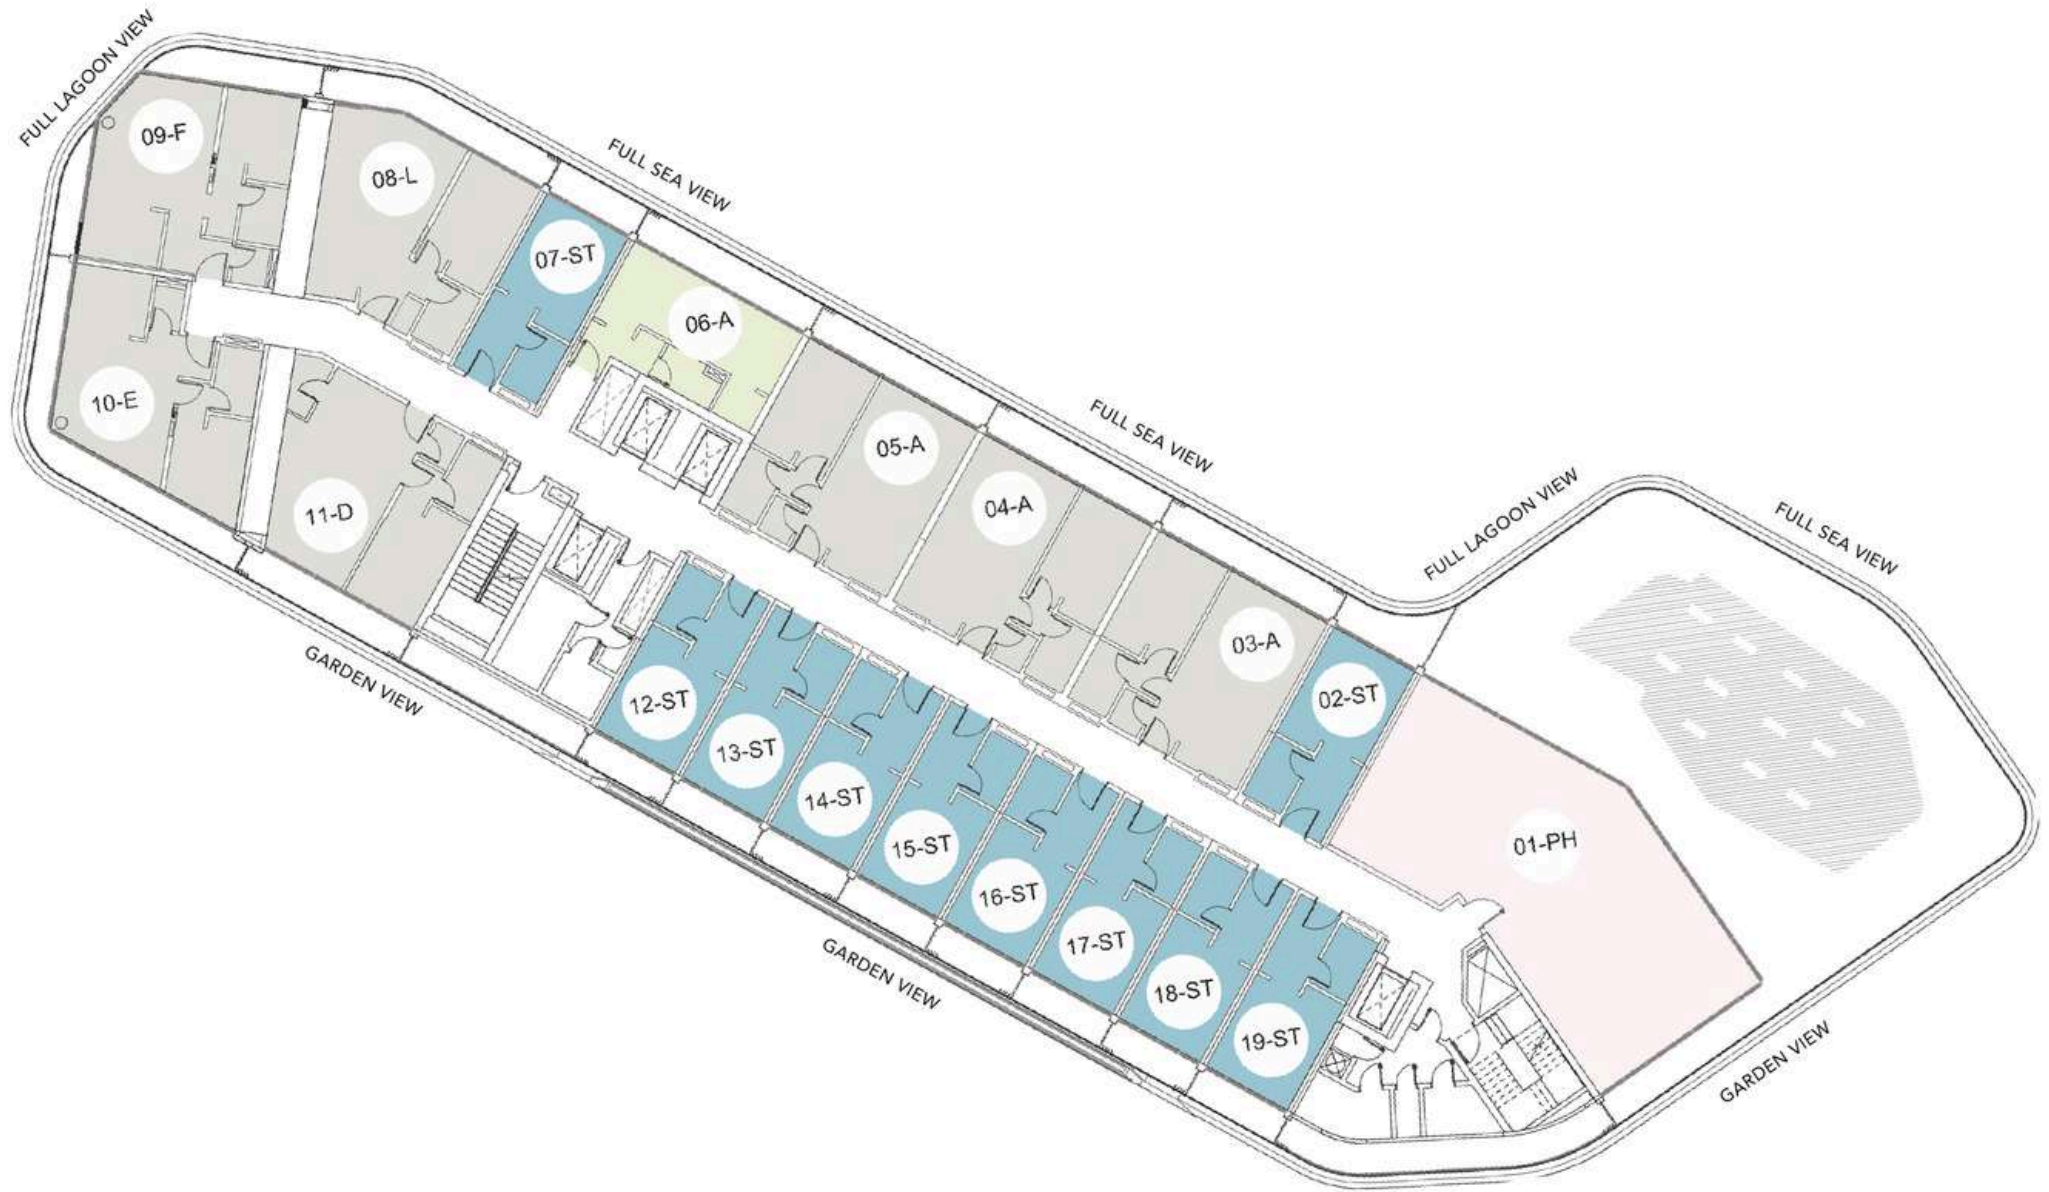 FULL LAGOON VIEW
09-F
08-L
FULL SEA VIEW
07-ST
06-A
10-E
11-D
05-A
04-A
FULL SEA VIEW
FULL LAGOON VIEW
FULL SEA VIEW
03-A
02-ST
01-PH
GARDEN VIEW
12-ST
13-ST
14-ST
15-ST
16-ST
17-ST
18-ST
19-ST
GARDEN VIEW
GARDEN VIEW